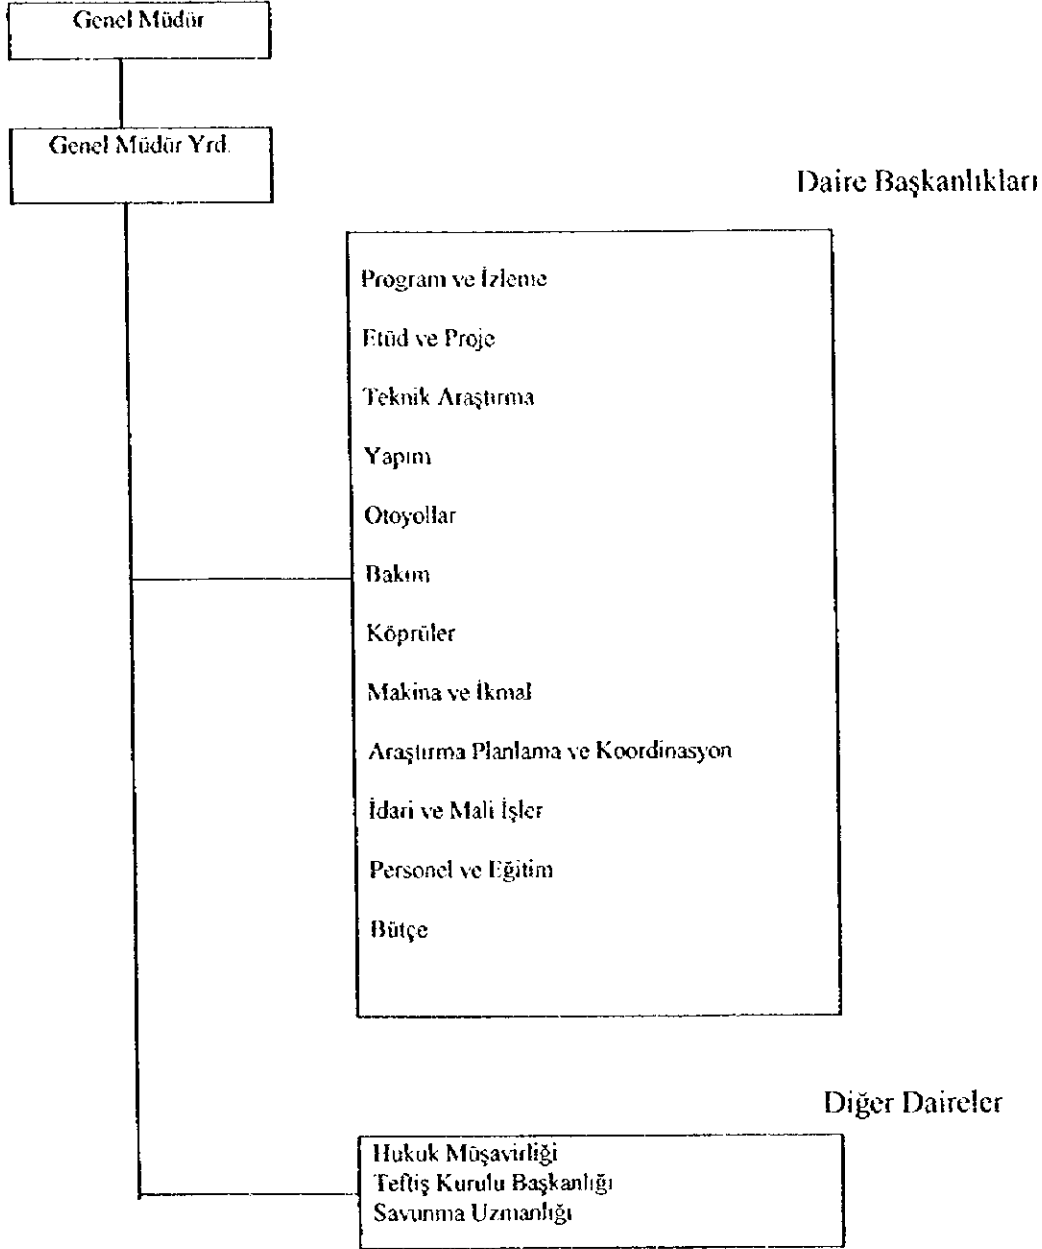 Genel Müdür
Genel Müdür Yrd.
Daire Başkanlıkları
Program ve İzleme
Etüd ve Proje
Teknik Araştırma
Yapım
Otoyollar
Bakım
Köprüler
Makina ve İkmal
Araştırma Planlama ve Koordinasyon
İdari ve Mali İşler
Personel ve Eğitim
Bütçe
Diğer Daireler
Hukuk Müşavirliği
Teftiş Kurulu Başkanlığı
Savunma Uzmanlığı